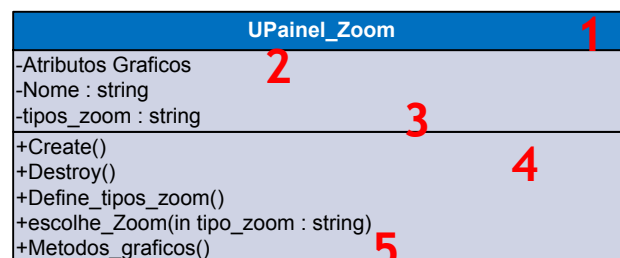 UPainel_Zoom 1
-Atributos Graficos 2
-Nome : string
-tipos_zoom : string 3
+Create() 4
+Destroy()
+Define_tipos_zoom()
+escolhe_Zoom(in tipo_zoom : string)
+Metodos_graficos() 5